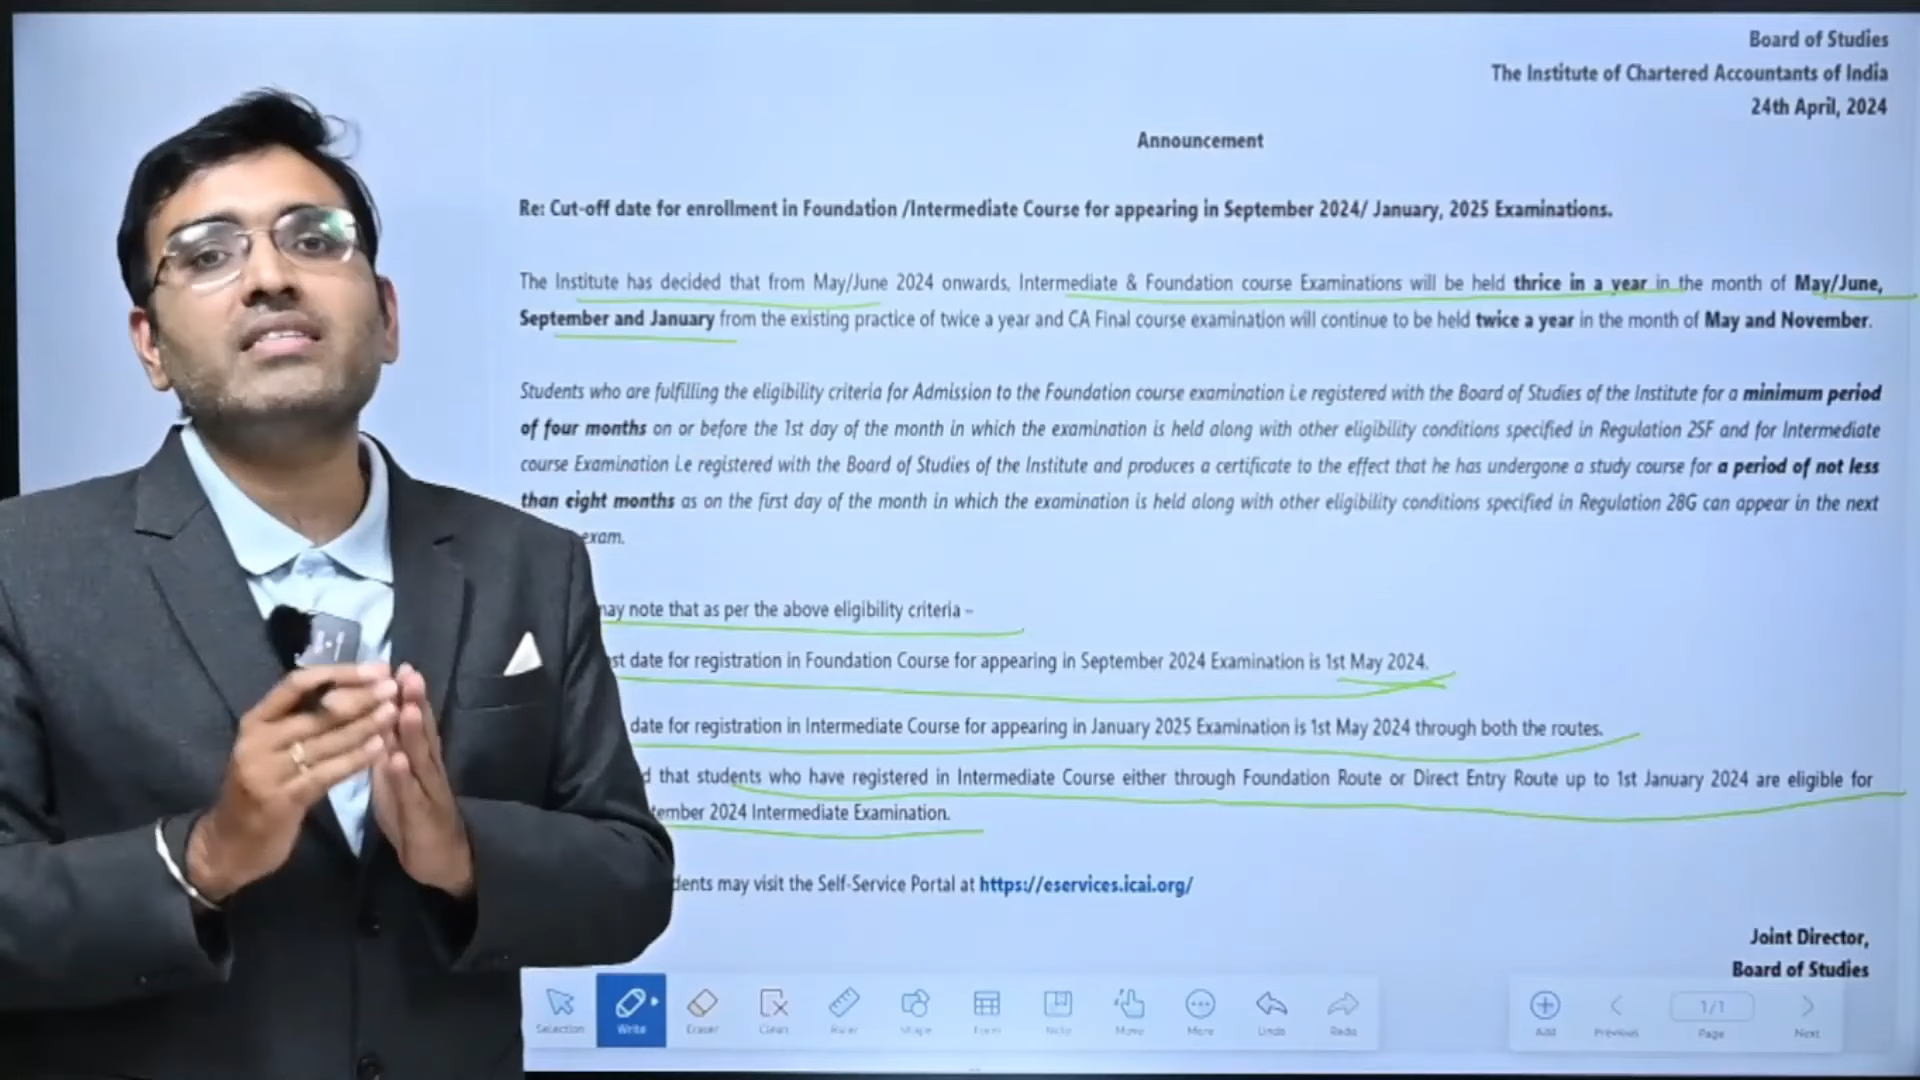 Board of Studies
The Institute of Chartered Accountants of India
24th April, 2024
Announcement
Re: Cut-off date for enrollment in Foundation /Intermediate Course for appearing in September 2024/ January, 2025 Examinations.
The Institute has decided that from May/June 2024 onwards, Intermediate & Foundation course Examinations will be held thrice in a year in the month of May/June,
September and January from the existing practice of twice a year and CA Final course examination will continue to be held twice a year in the month of May and November.
Students who are fulfilling the eligibility criteria for Admission to the Foundation course examination i.e registered with the Board of Studies of the Institute for a minimum period
of four months on or before the 1st day of the month in which the examination is held along with other eligibility conditions specified in Regulation 25F and for Intermediate
course Examination i.e registered with the Board of Studies of the Institute and produces a certificate to the effect that he has undergone a study course for a period of not less
than eight months as on the first day of the month in which the examination is held along with other eligibility conditions specified in Regulation 28G can appear in the next
exam.
may note that as per the above eligibility criteria –
st date for registration in Foundation Course for appearing in September 2024 Examination is 1st May 2024.
date for registration in Intermediate Course for appearing in January 2025 Examination is 1st May 2024 through both the routes.
d that students who have registered in Intermediate Course either through Foundation Route or Direct Entry Route up to 1st January 2024 are eligible for
tember 2024 Intermediate Examination.
dents may visit the Self-Service Portal at https://eservices.icai.org/
Joint Director,
Board of Studies
Selection Write Eraser Clean Ruler Shape Form Note Move More Undo Redo Add Previous 1/1 Page Next